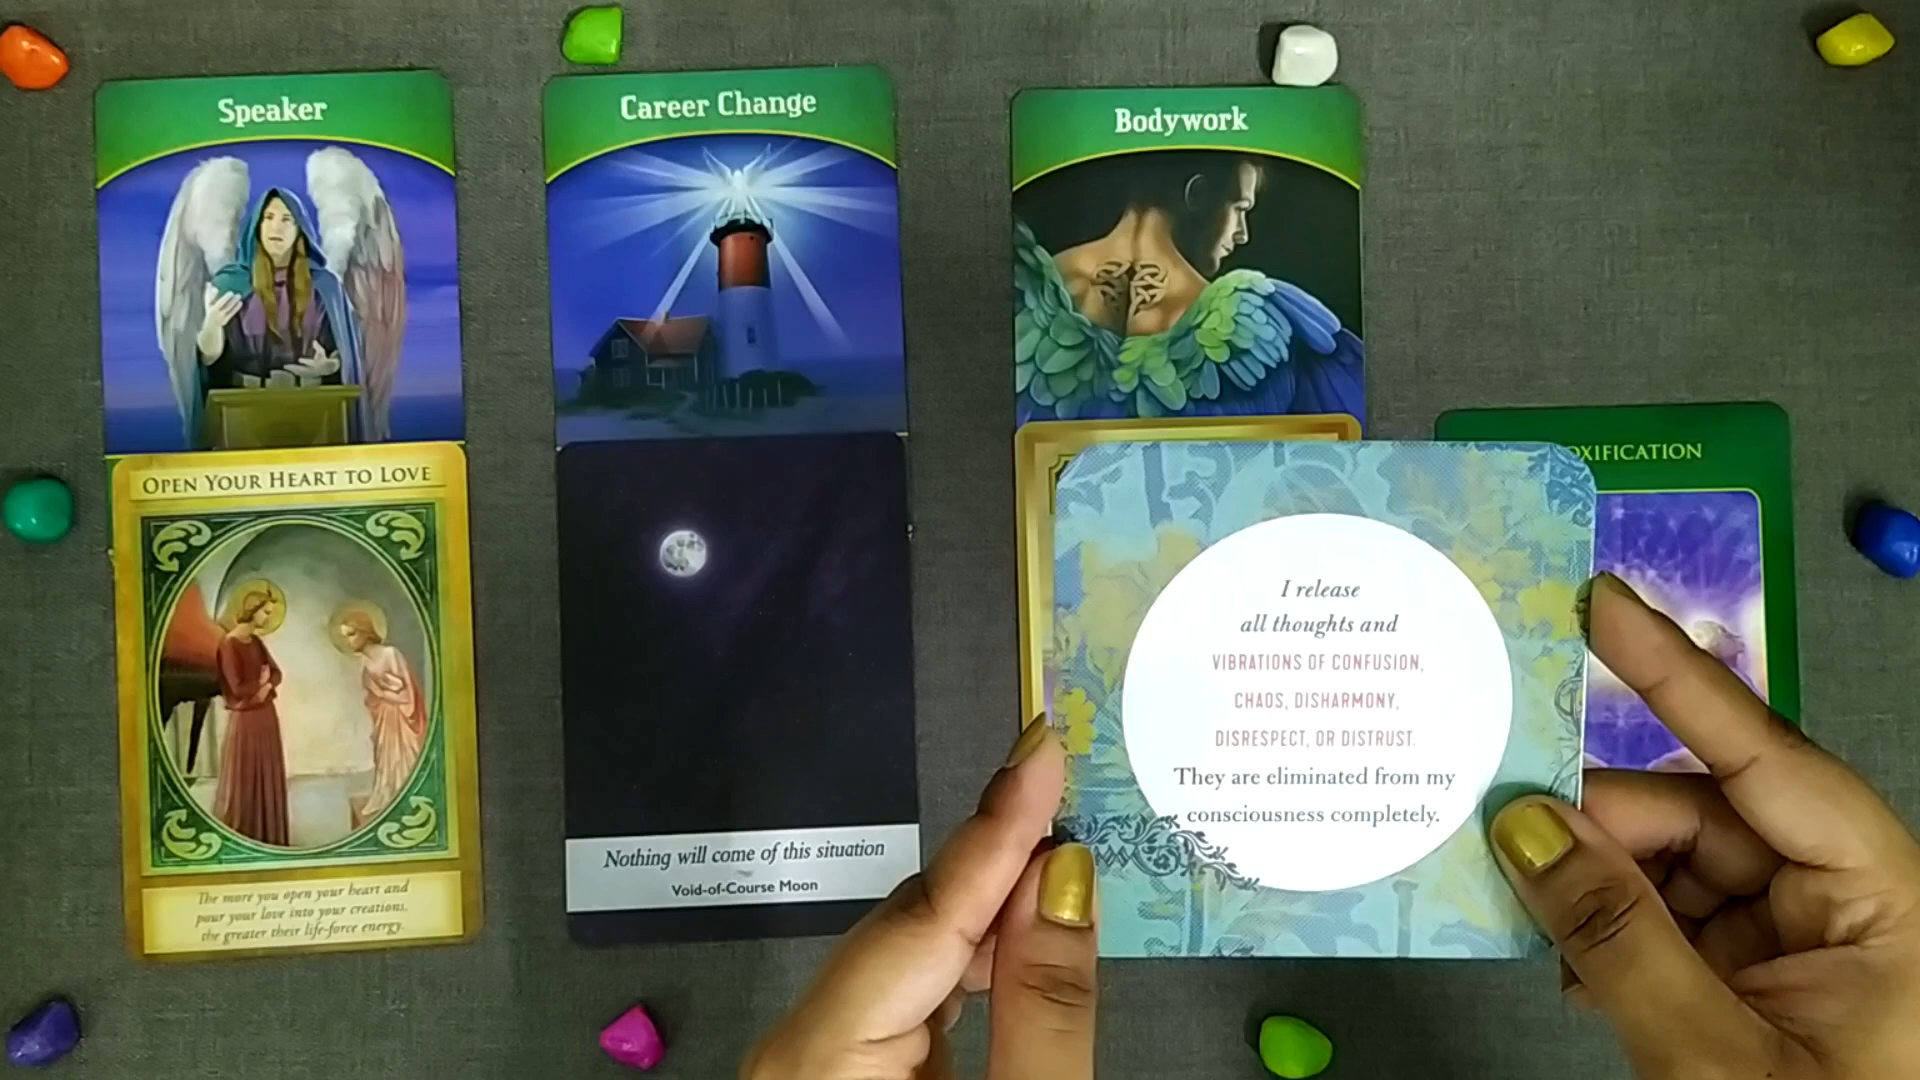 Speaker
Career Change
Bodywork
OPEN YOUR HEART TO LOVE
The more you open your heart and
pour your love into your creations,
the greater their life-force energy.
Nothing will come of this situation
Void-of-Course Moon
OXIFICATION
I release
all thoughts and
VIBRATIONS OF CONFUSION,
CHAOS, DISHARMONY,
DISRESPECT, OR DISTRUST.
They are eliminated from my
consciousness completely.